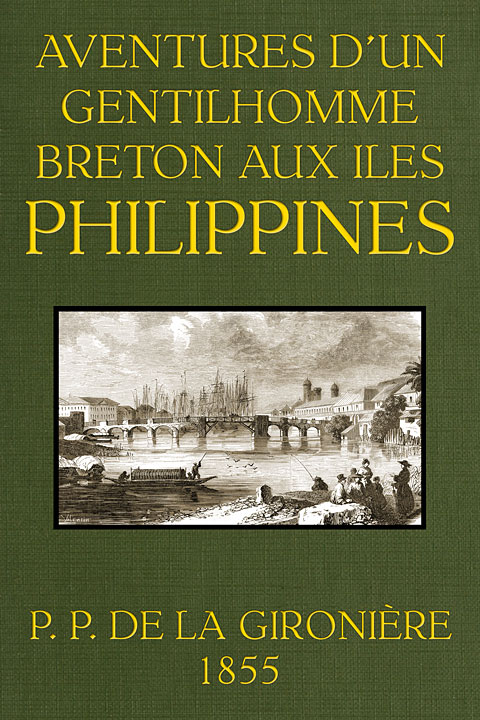 AVENTURES D'UN
GENTILHOMME
BRETON AUX ILES
PHILIPPINES
P. P. DE LA GIRONIÈRE
1855